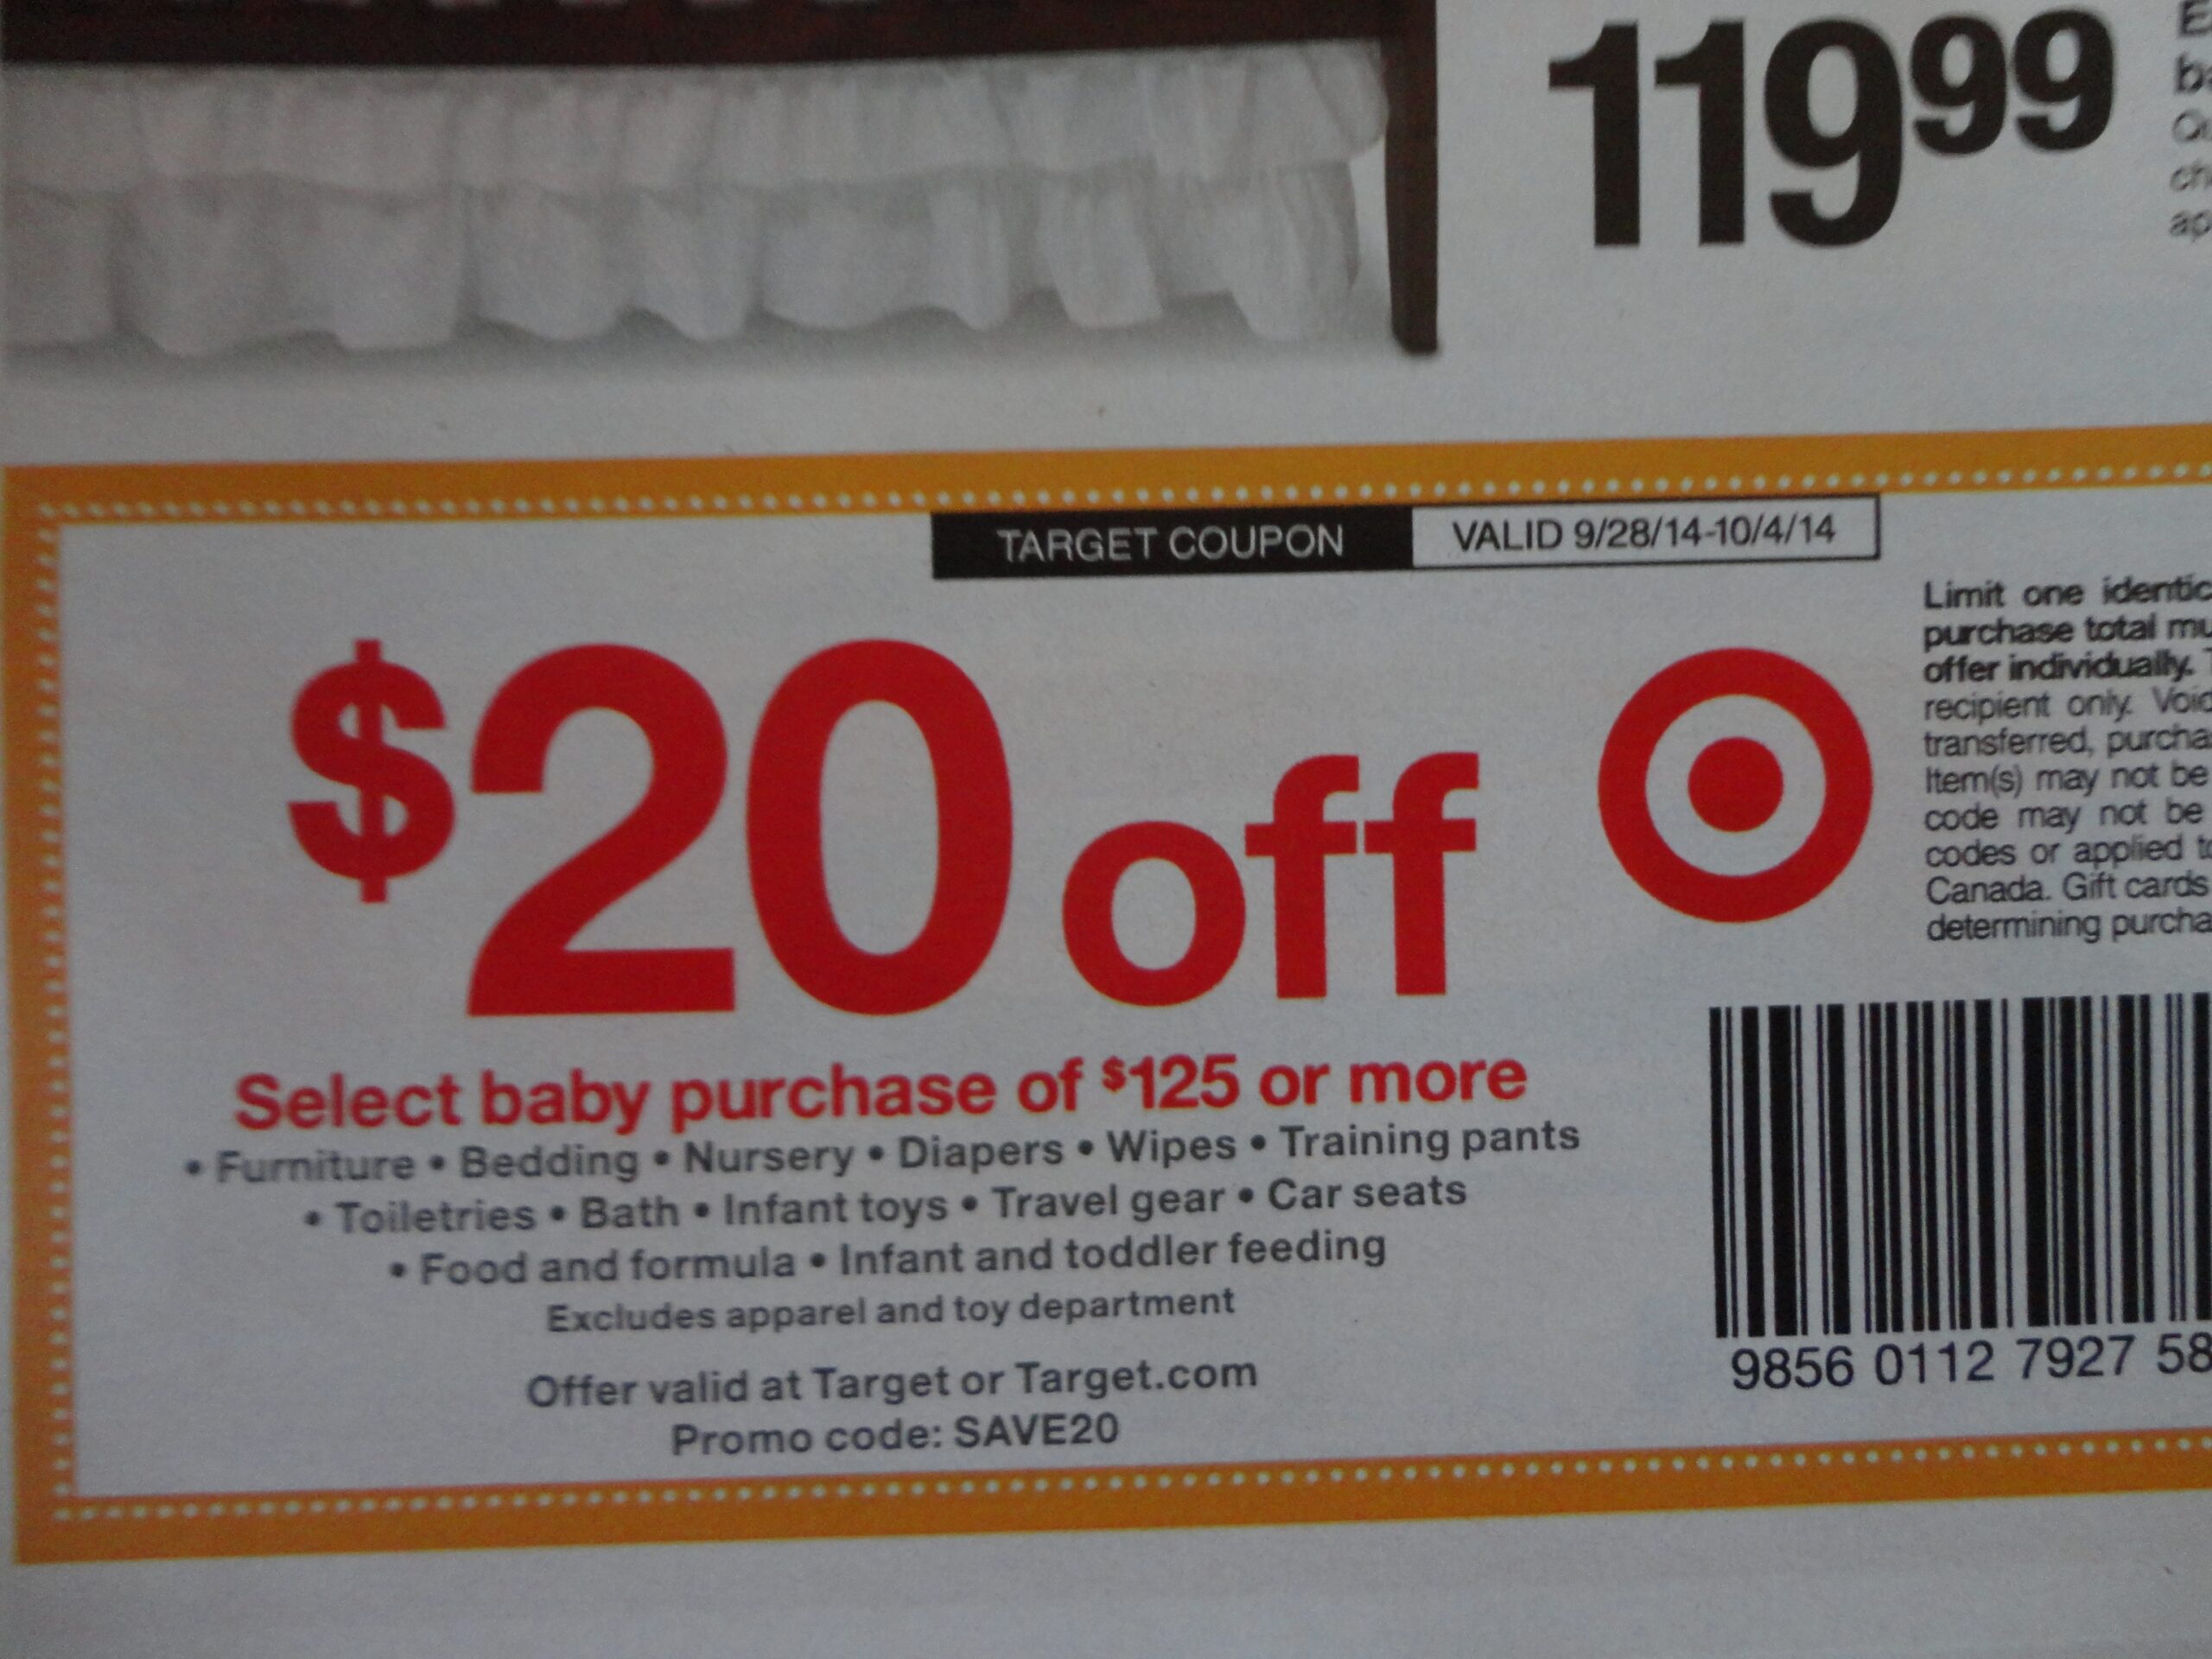 119 99
TARGET COUPON
VALID 9/28/14-10/4/14
$20 off
Select baby purchase of $125 or more
• Furniture • Bedding • Nursery • Diapers • Wipes • Training pants
• Toiletries • Bath • Infant toys • Travel gear • Car seats
• Food and formula • Infant and toddler feeding
Excludes apparel and toy department
Offer valid at Target or Target.com
Promo code: SAVE20
Limit one
purchase total
offer individually.
recipient only.
transferred,
Item(s) may not be
code may not be
codes or applied
Canada. Gift cards
determining
9856 0112 7927 58